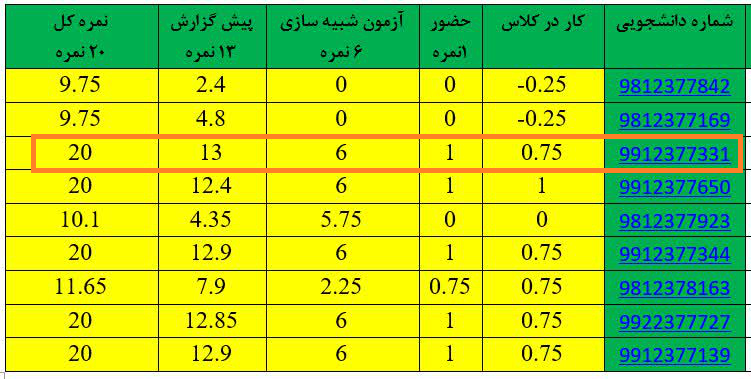 شماره دانشجویی کار در کلاس حضور ۱نمره آزمون شبیه سازی ۶ نمره پیش گزارش ۱۳ نمره نمره کل ۲۰ نمره
9812377842 -0.25 0 0 2.4 9.75
9812377169 -0.25 0 0 4.8 9.75
9912377331 0.75 1 6 13 20
9912377650 1 1 6 12.4 20
9812377923 0 0 5.75 4.35 10.1
9912377344 0.75 1 6 12.9 20
9812378163 0.75 0.75 2.25 7.9 11.65
9922377727 0.75 1 6 12.85 20
9912377139 0.75 1 6 12.9 20